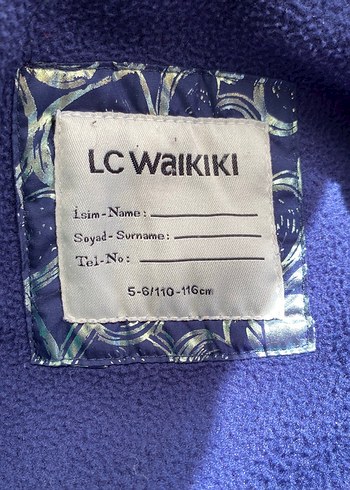 LC WAIKIKI
İsim-Name:
Soyad-Surname:
Tel-No:
5-6/110-116cm